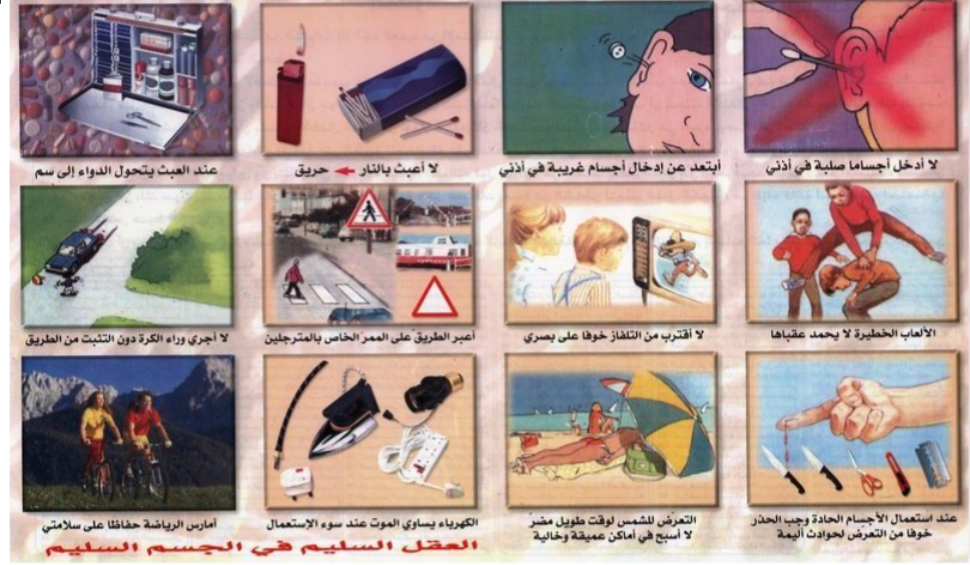 لا أدخل أجساما صلبة في أذني
أبتعد عن إدخال أجسام غريبة في أذني
لا أعبث بالنار ← حريق
عند العبث يتحول الدواء إلى سم
الألعاب الخطيرة لا يحمد عقباها
لا أقترب من التلفاز خوفا على بصري
أعبر الطريق على الممرّ الخاص بالمترجلين
لا أجري وراء الكرة دون التثبت من الطريق
عند استعمال الأجسام الحادة وجب الحذر
خوفا من التعرض لحوادث أليمة
التعرّض للشمس لوقت طويل مضرّ
لا أسبح في أماكن عميقة وخالية
الكهرباء يساوي الموت عند سوء الإستعمال
أمارس الرياضة حفاظا على سلامتي
العقل السليم في الجسم السليم